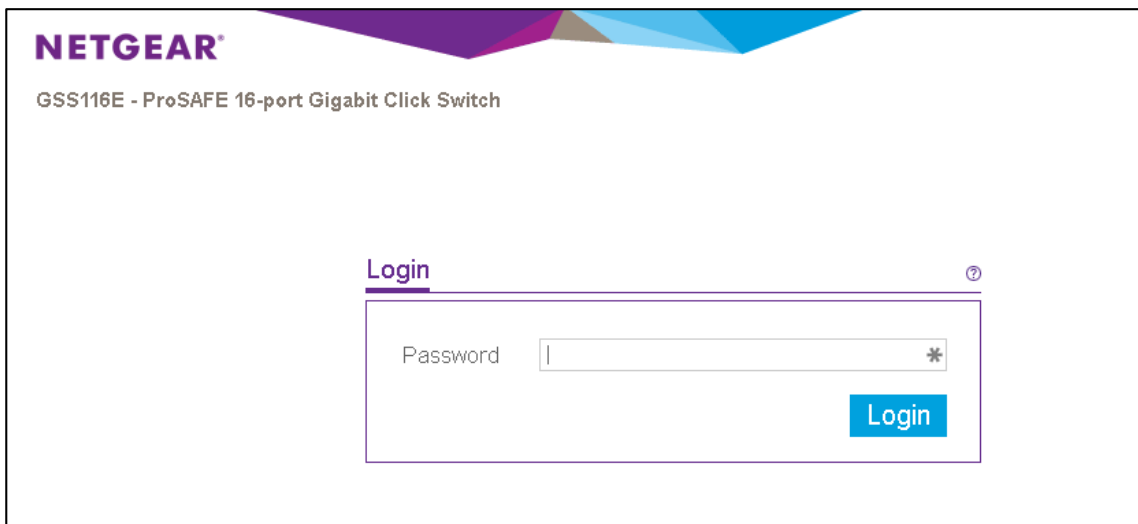 NETGEAR®
GSS116E - ProSAFE 16-port Gigabit Click Switch
Login
?
Password
*
Login